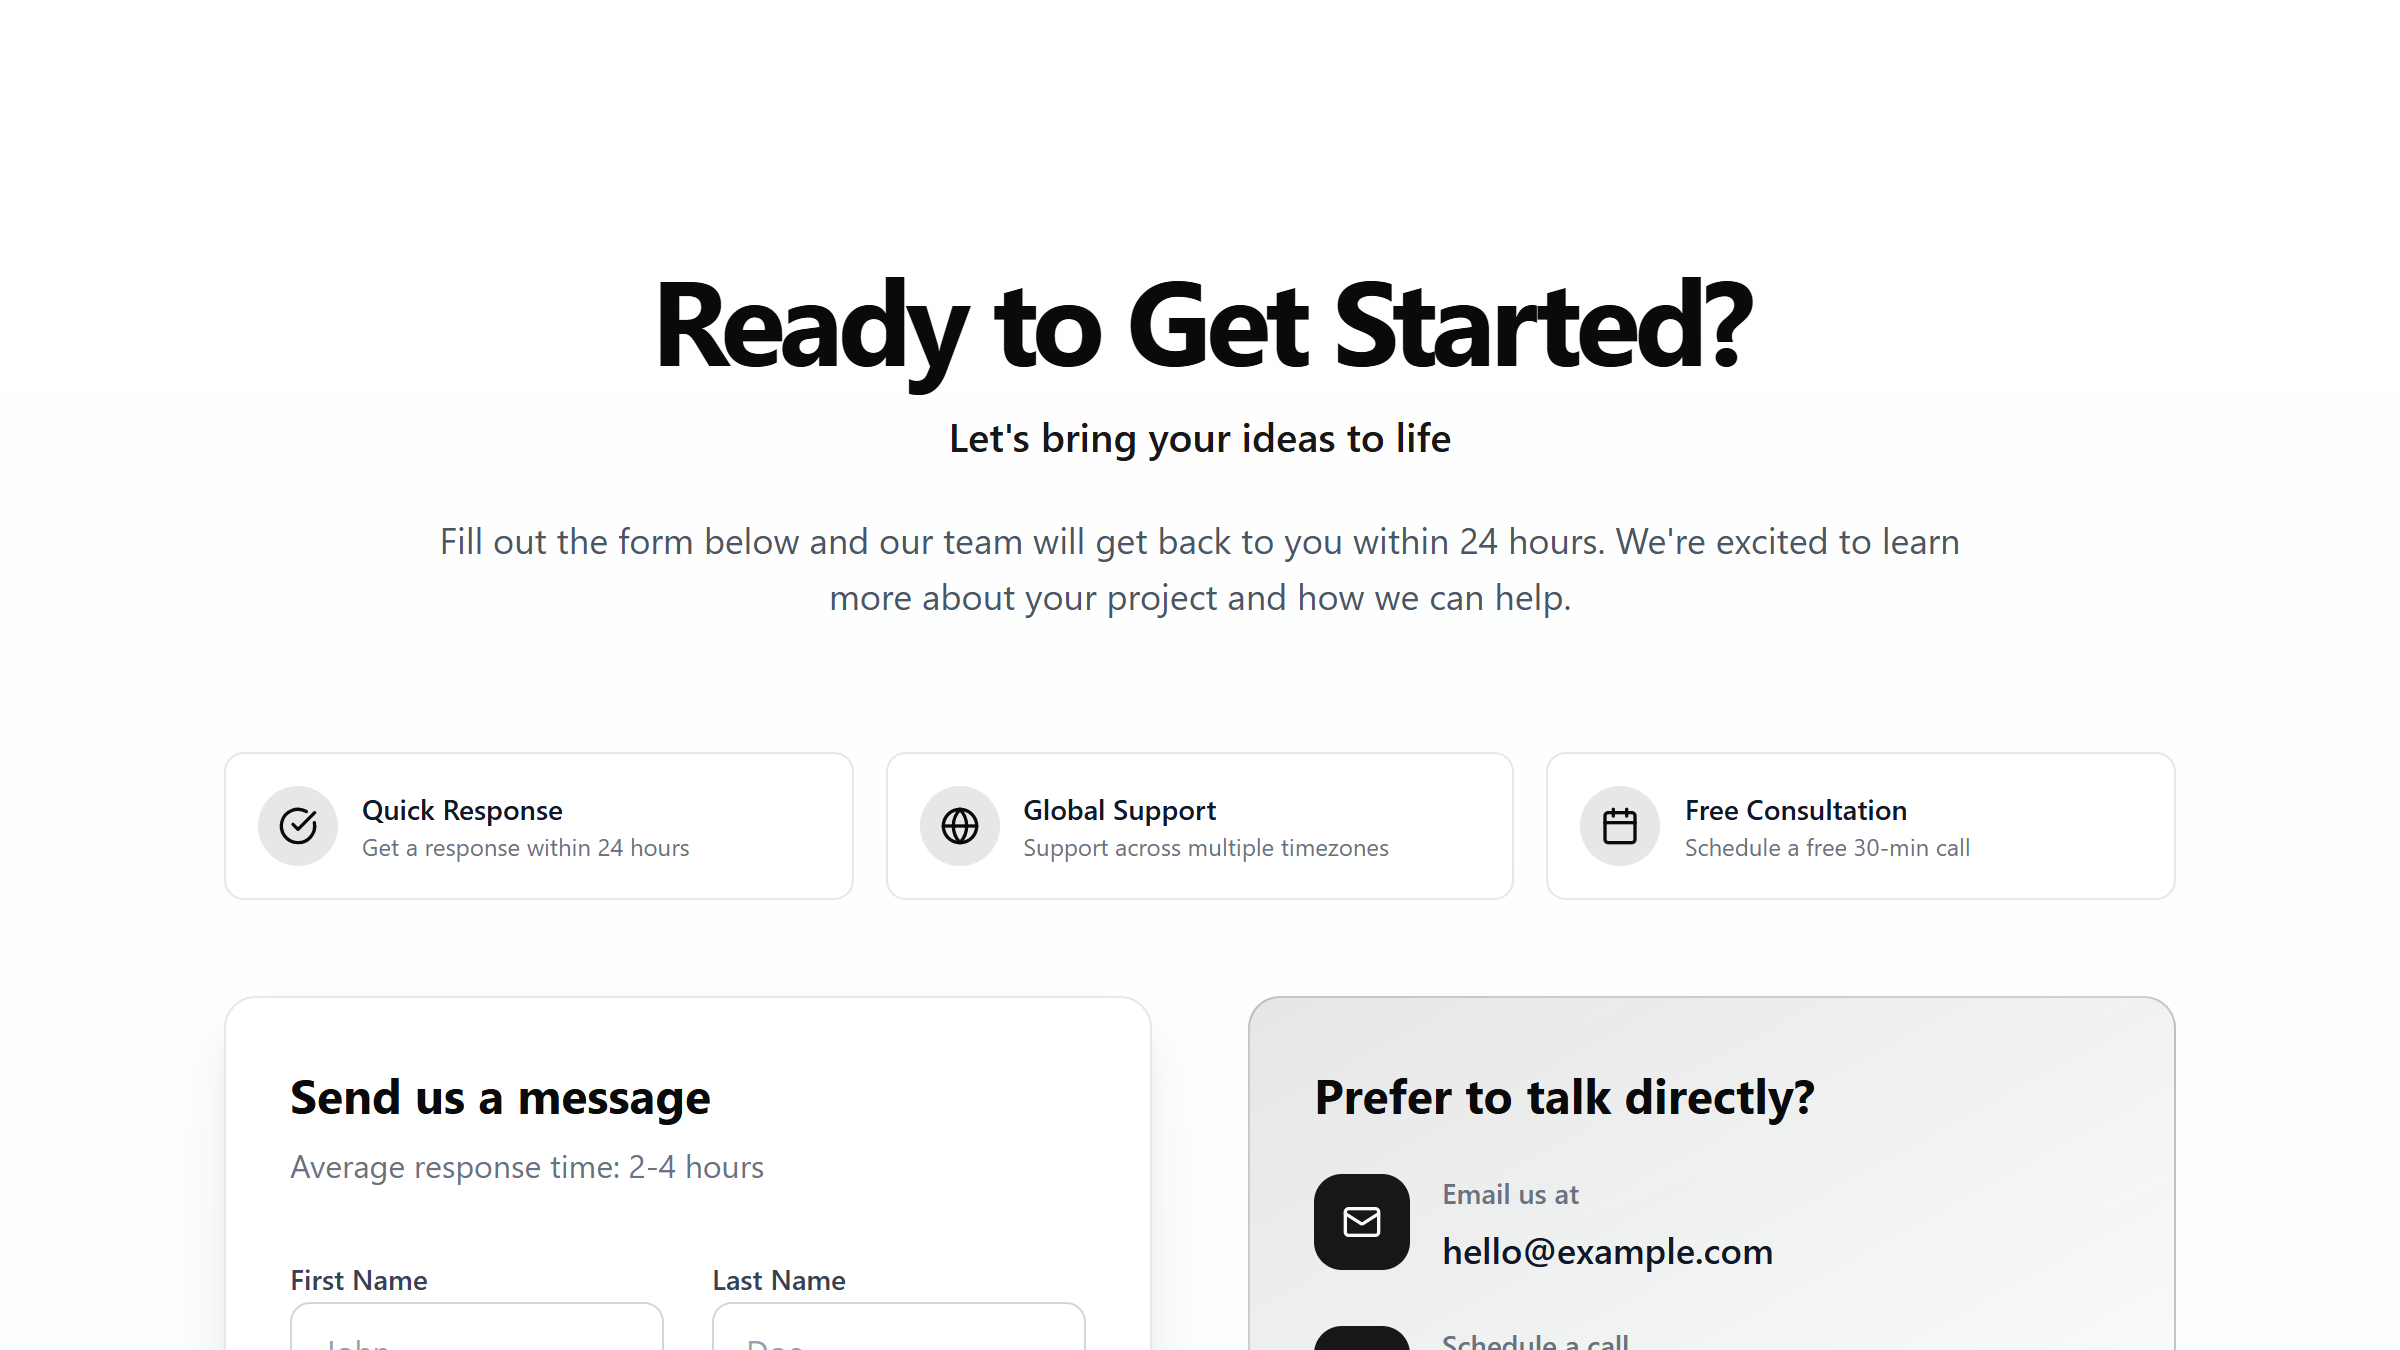 Ready to Get Started?
Let's bring your ideas to life
Fill out the form below and our team will get back to you within 24 hours. We're excited to learn
more about your project and how we can help.
Quick Response
Get a response within 24 hours
Global Support
Support across multiple timezones
Free Consultation
Schedule a free 30-min call
Send us a message
Average response time: 2-4 hours
First Name
John
Last Name
Doe
Prefer to talk directly?
Email us at
hello@example.com
Schedule a call